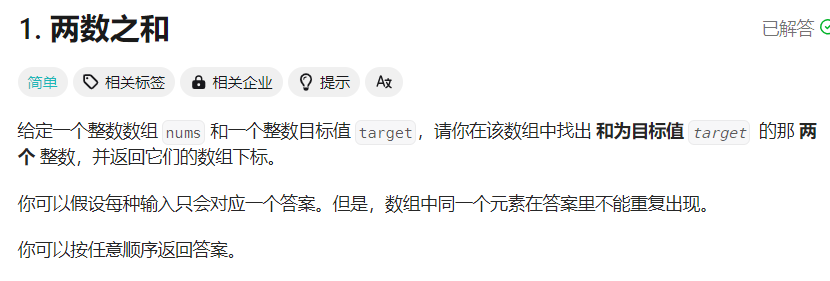 1. 两数之和
已解答
简单 相关标签 相关企业 提示 Aあ
给定一个整数数组 nums 和一个整数目标值 target，请你在该数组中找出 和为目标值 target 的那 两
个 整数，并返回它们的数组下标。
你可以假设每种输入只会对应一个答案。但是，数组中同一个元素在答案里不能重复出现。
你可以按任意顺序返回答案。